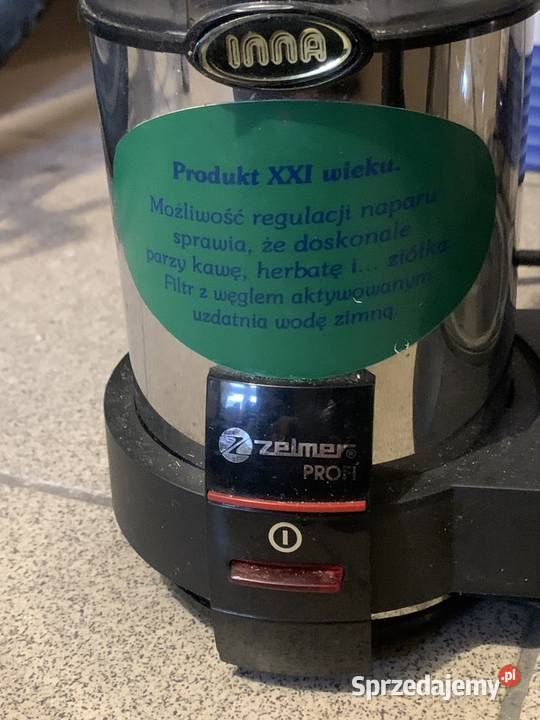 INNA
Produkt XXI wieku.
Możliwość regulacji naparu
sprawia, że doskonale
parzy kawę, herbatę i... ziółka.
Filtr z węglem aktywowanym
uzdatnia wodę zimną.
Z zelmer®
PROFI
Sprzedajemy.pl